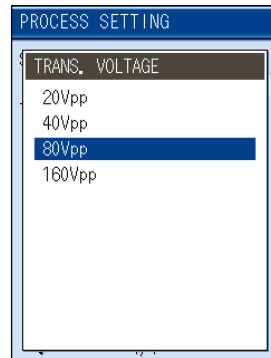 PROCESS SETTING
TRANS. VOLTAGE
20Vpp
40Vpp
80Vpp
160Vpp